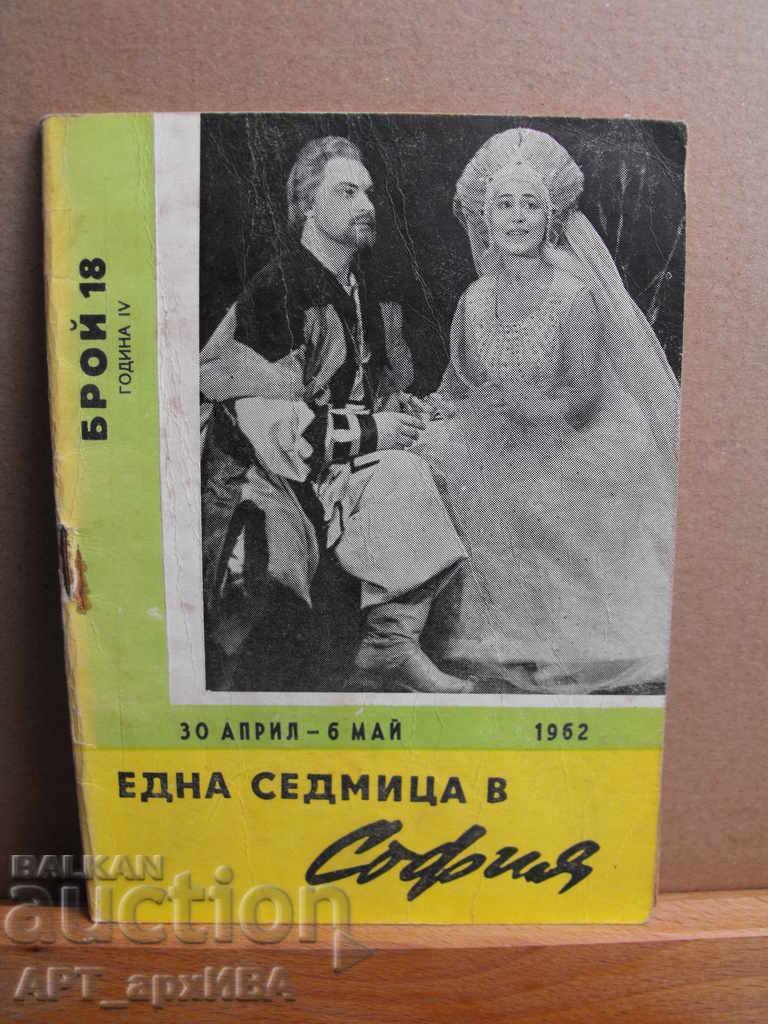 БРОЙ 18
ГОДИНА IV
30 АПРИЛ – 6 МАЙ 1962
ЕДНА СЕДМИЦА В
София
BALKAN
auction
АРТ_архИВА